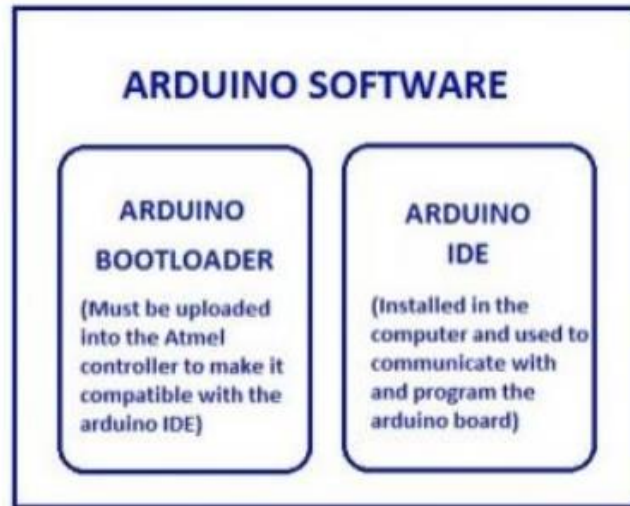 ARDUINO SOFTWARE
ARDUINO
BOOTLOADER
(Must be uploaded
into the Atmel
controller to make it
compatible with the
arduino IDE)
ARDUINO
IDE
(Installed in the
computer and used to
communicate with
and program the
arduino board)